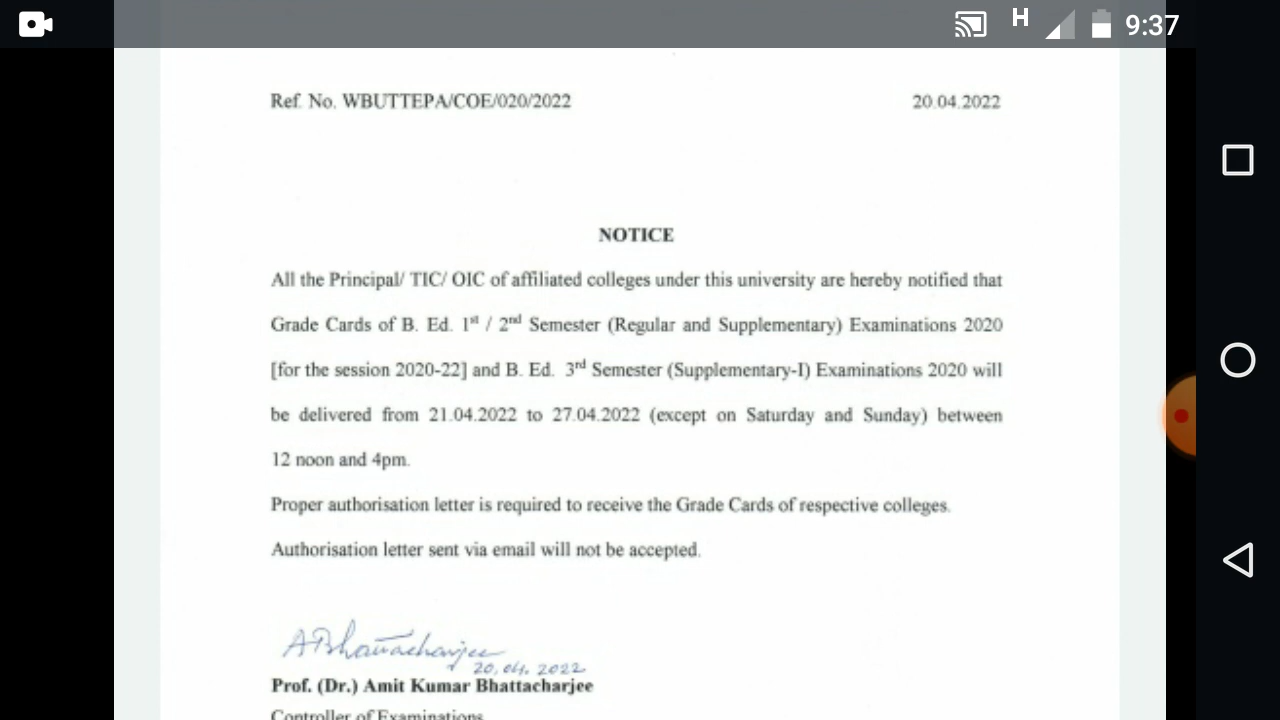 H 9:37
Ref. No. WBUTTEPA/COE/020/2022 20.04.2022
NOTICE
All the Principal/ TIC/ OIC of affiliated colleges under this university are hereby notified that
Grade Cards of B. Ed. 1st / 2nd Semester (Regular and Supplementary) Examinations 2020
[for the session 2020-22] and B. Ed. 3rd Semester (Supplementary-I) Examinations 2020 will
be delivered from 21.04.2022 to 27.04.2022 (except on Saturday and Sunday) between
12 noon and 4pm.
Proper authorisation letter is required to receive the Grade Cards of respective colleges.
Authorisation letter sent via email will not be accepted.
ABhattacharjee
20.04.2022
Prof. (Dr.) Amit Kumar Bhattacharjee
Controller of Examinations